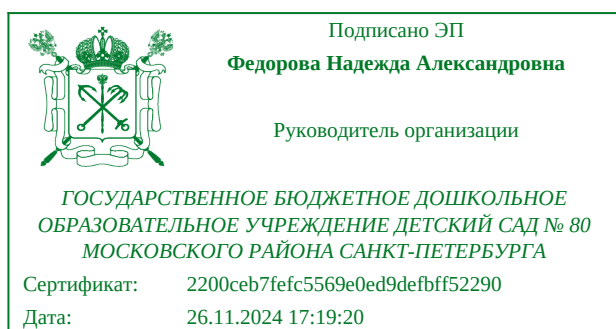 Подписано ЭП
Федорова Надежда Александровна
Руководитель организации
ГОСУДАРСТВЕННОЕ БЮДЖЕТНОЕ ДОШКОЛЬНОЕ
ОБРАЗОВАТЕЛЬНОЕ УЧРЕЖДЕНИЕ ДЕТСКИЙ САД № 80
МОСКОВСКОГО РАЙОНА САНКТ-ПЕТЕРБУРГА
Сертификат: 2200ceb7fefc5569e0ed9defbff52290
Дата: 26.11.2024 17:19:20